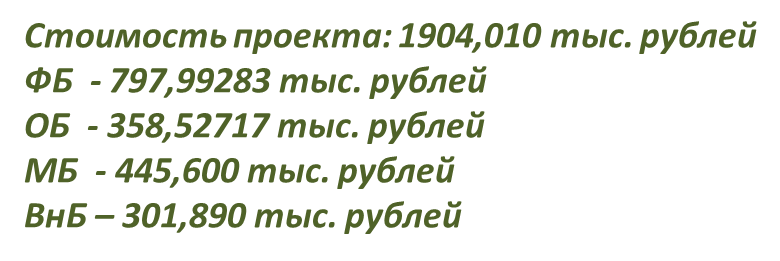 Стоимость проекта: 1904,010 тыс. рублей
ФБ - 797,99283 тыс. рублей
ОБ - 358,52717 тыс. рублей
МБ - 445,600 тыс. рублей
ВнБ – 301,890 тыс. рублей